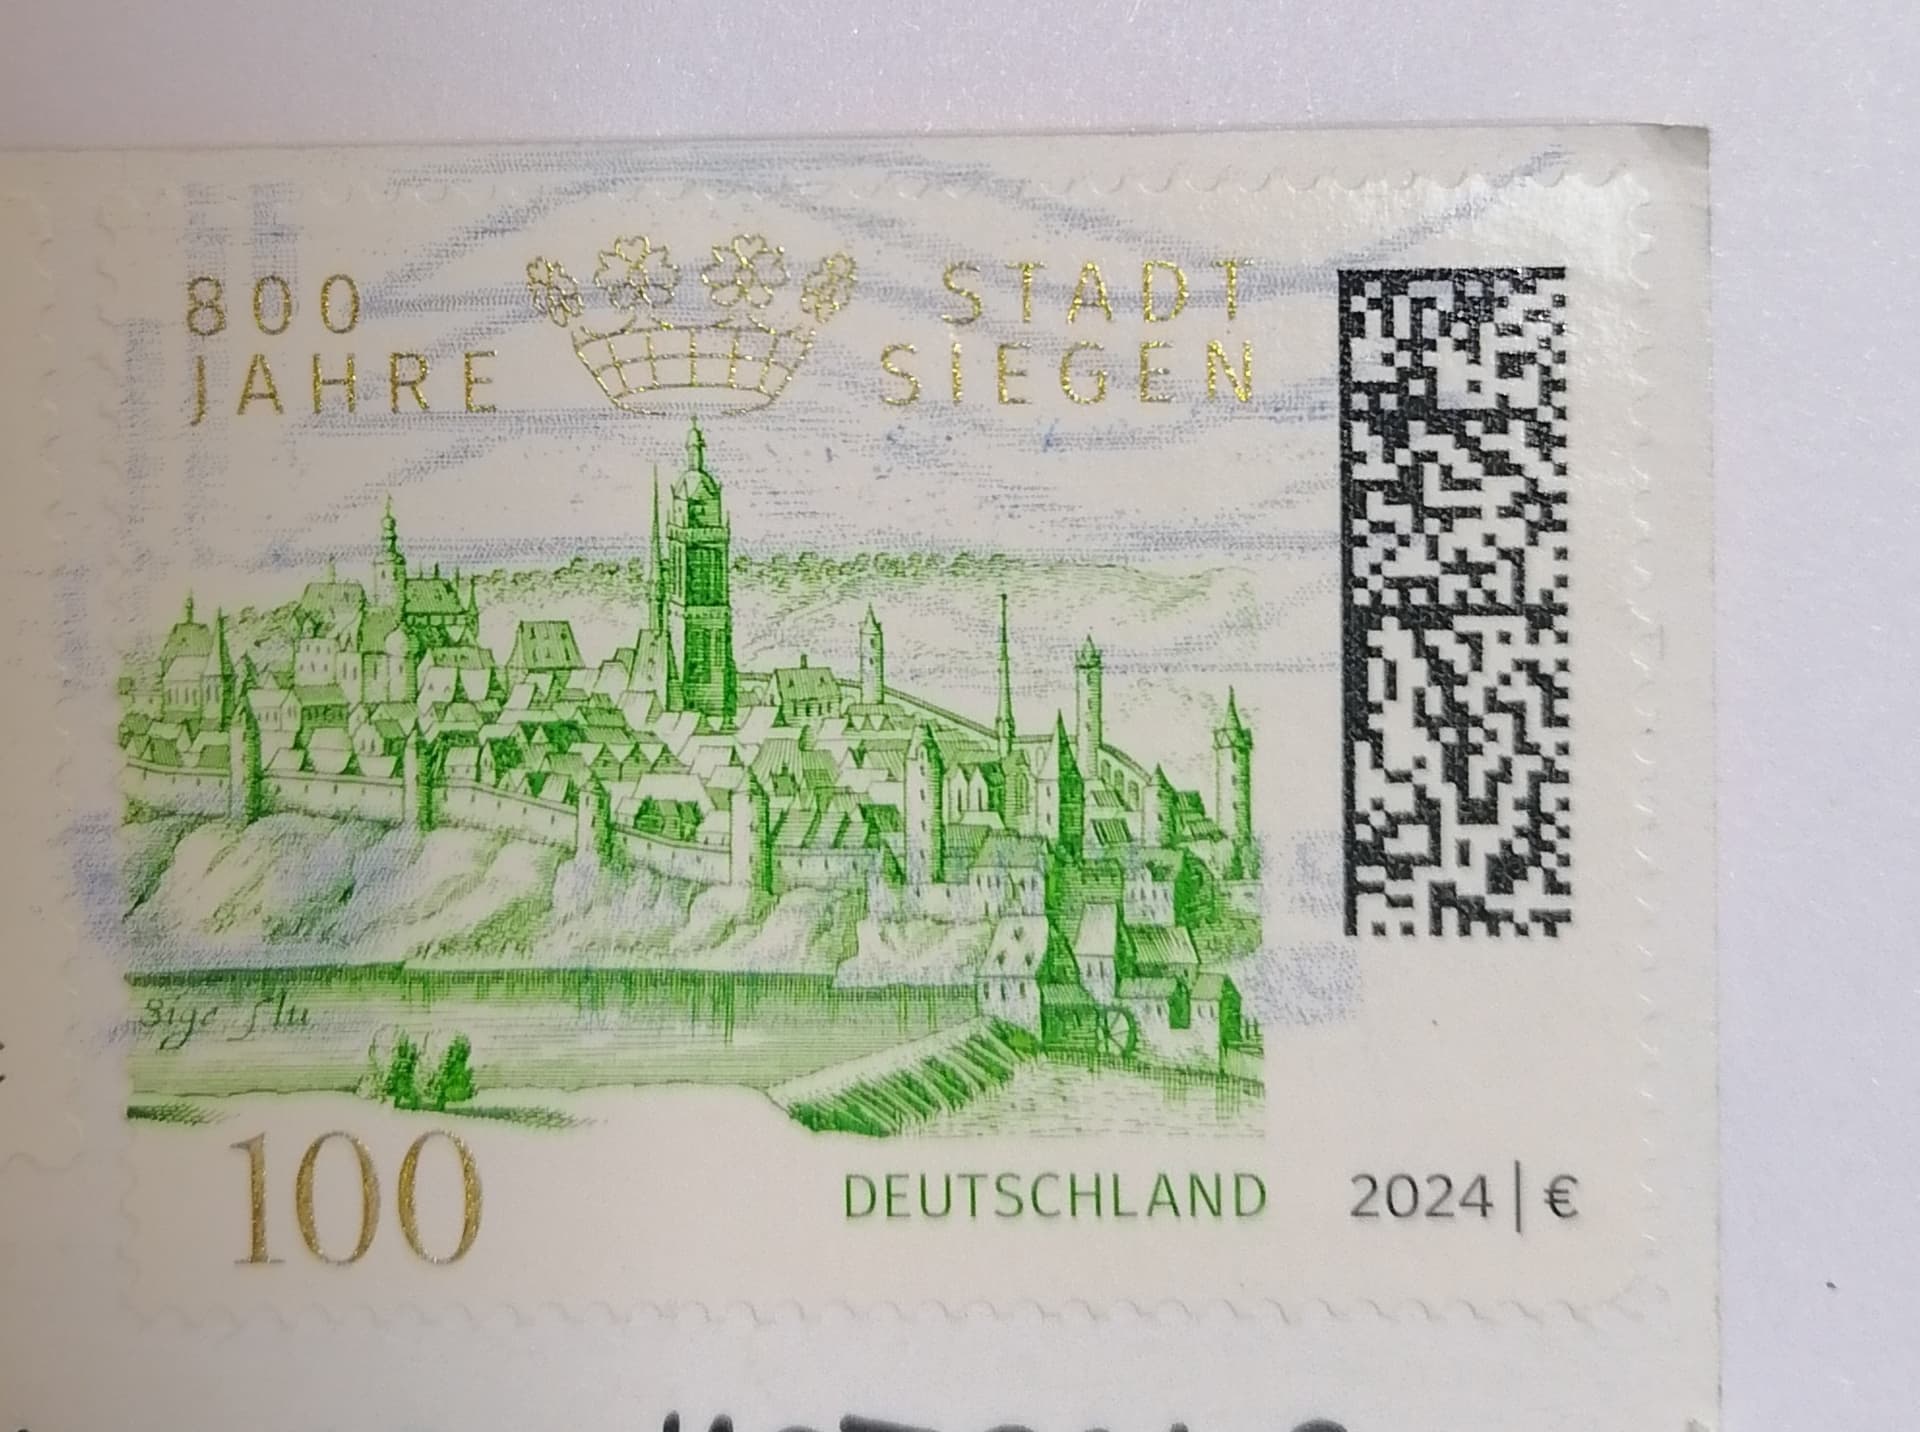 800 STADT
JAHRE SIEGEN
Sige flu
100
DEUTSCHLAND 2024 | €